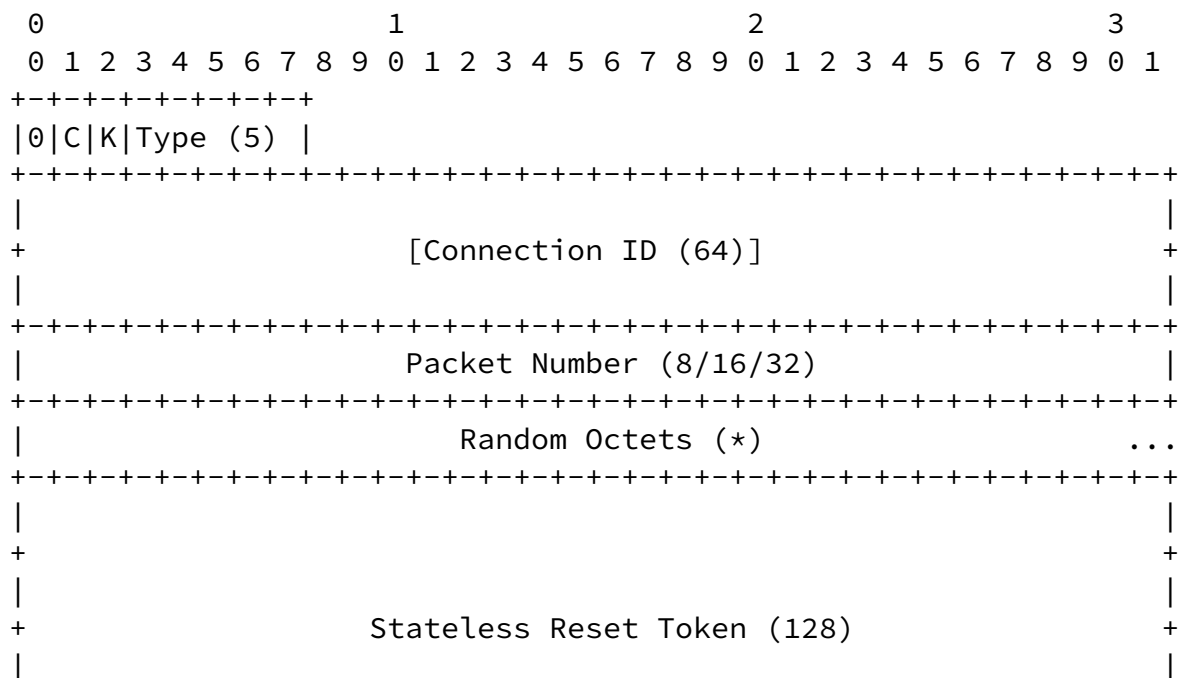 0                   1                   2                   3
 0 1 2 3 4 5 6 7 8 9 0 1 2 3 4 5 6 7 8 9 0 1 2 3 4 5 6 7 8 9 0 1
+-+-+-+-+-+-+-+-+
|0|C|K|Type (5) |
+-+-+-+-+-+-+-+-+-+-+-+-+-+-+-+-+-+-+-+-+-+-+-+-+-+-+-+-+-+-+-+-+
|                                                               |
+                     [Connection ID (64)]                      +
|                                                               |
+-+-+-+-+-+-+-+-+-+-+-+-+-+-+-+-+-+-+-+-+-+-+-+-+-+-+-+-+-+-+-+-+
|                     Packet Number (8/16/32)                   |
+-+-+-+-+-+-+-+-+-+-+-+-+-+-+-+-+-+-+-+-+-+-+-+-+-+-+-+-+-+-+-+-+
|                        Random Octets (*)                    ...
+-+-+-+-+-+-+-+-+-+-+-+-+-+-+-+-+-+-+-+-+-+-+-+-+-+-+-+-+-+-+-+-+
|                                                               |
+                                                               +
|                                                               |
+                   Stateless Reset Token (128)                 +
|                                                               |